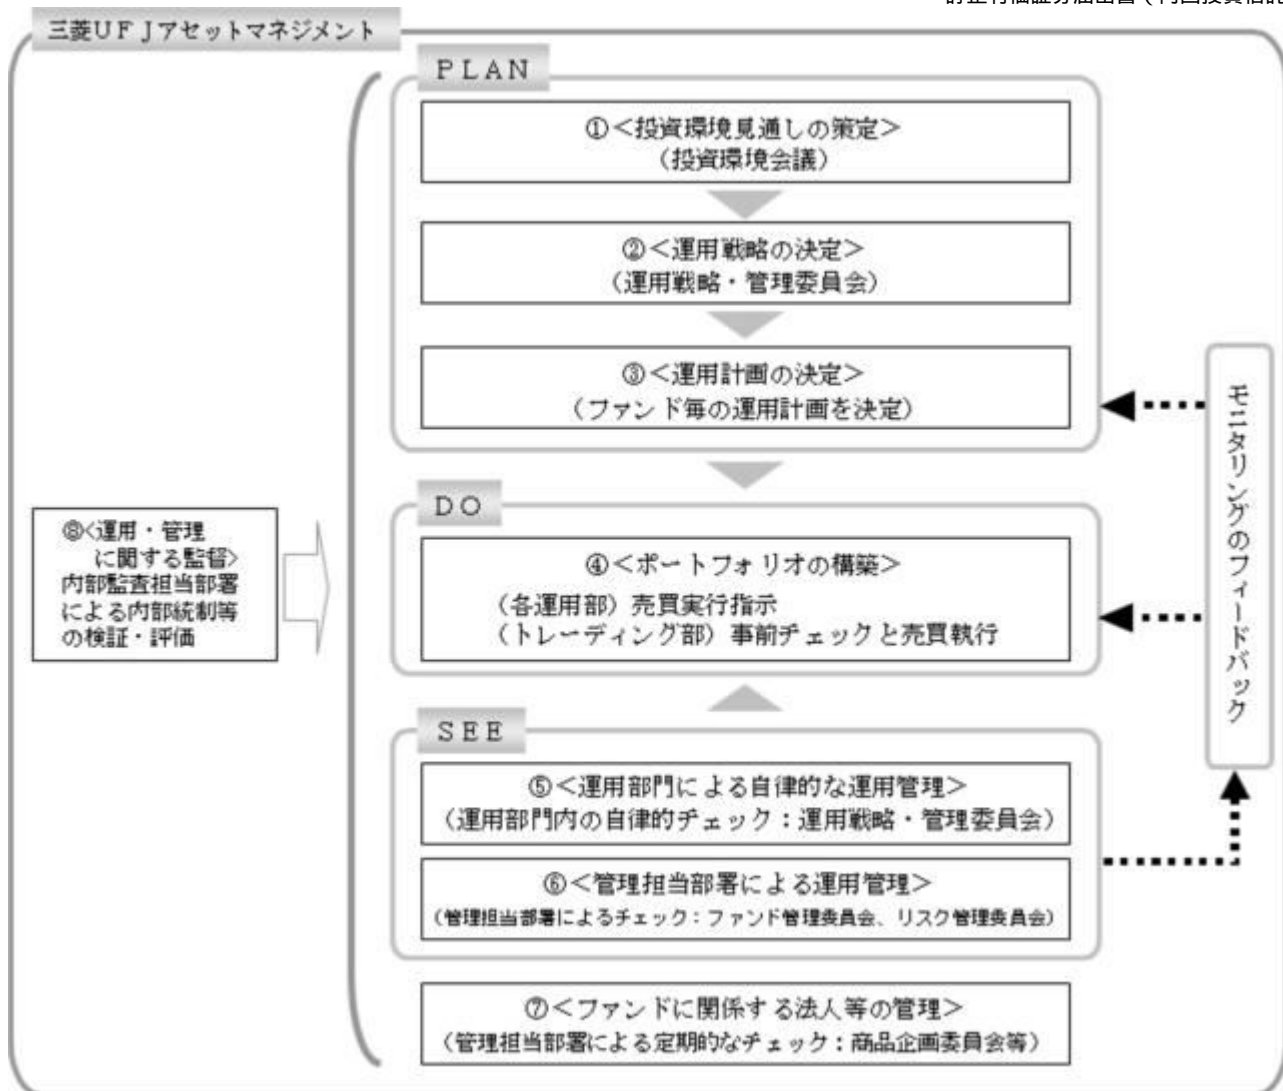 三菱ＵＦＪアセットマネジメント
ＰＬＡＮ
①＜投資環境見通しの策定＞
（投資環境会議）
②＜運用戦略の決定＞
（運用戦略・管理委員会）
③＜運用計画の決定＞
（ファンド毎の運用計画を決定）
ＤＯ
④＜ポートフォリオの構築＞
（各運用部）売買実行指示
（トレーディング部）事前チェックと売買執行
ＳＥＥ
⑤＜運用部門による自律的な運用管理＞
（運用部門内の自律的チェック：運用戦略・管理委員会）
⑥＜管理担当部署による運用管理＞
（管理担当部署によるチェック：ファンド管理委員会、リスク管理委員会）
⑦＜ファンドに関係する法人等の管理＞
（管理担当部署による定期的なチェック：商品企画委員会等）
⑧＜運用・管理
に関する監督＞
内部監査担当部署
による内部統制等
の検証・評価
モニタリングのフィードバック